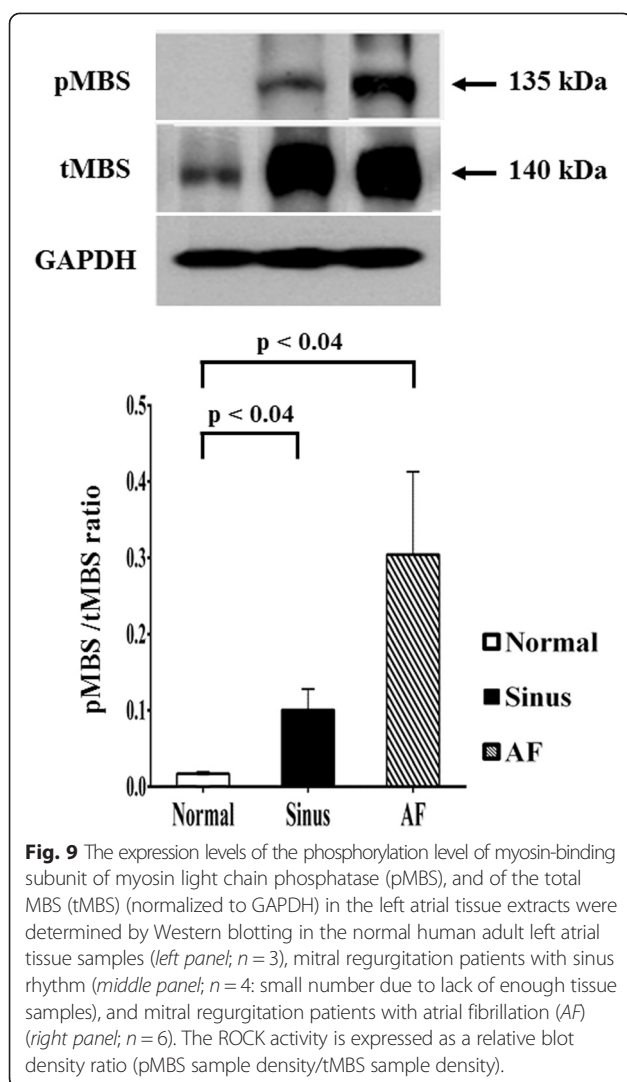 pMBS
135 kDa
tMBS
140 kDa
GAPDH
p < 0.04
p < 0.04
pMBS /tMBS ratio
0.5
0.4
0.3
0.2
0.1
0.0
Normal
Sinus
AF
Normal Sinus AF
Fig. 9 The expression levels of the phosphorylation level of myosin-binding
subunit of myosin light chain phosphatase (pMBS), and of the total
MBS (tMBS) (normalized to GAPDH) in the left atrial tissue extracts were
determined by Western blotting in the normal human adult left atrial
tissue samples (left panel; n = 3), mitral regurgitation patients with sinus
rhythm (middle panel; n = 4: small number due to lack of enough tissue
samples), and mitral regurgitation patients with atrial fibrillation (AF)
(right panel; n = 6). The ROCK activity is expressed as a relative blot
density ratio (pMBS sample density/tMBS sample density).